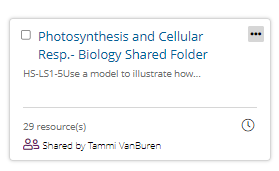 Photosynthesis and Cellular
Resp.- Biology Shared Folder
HS-LS1-5Use a model to illustrate how...
29 resource(s)
Shared by Tammi VanBuren